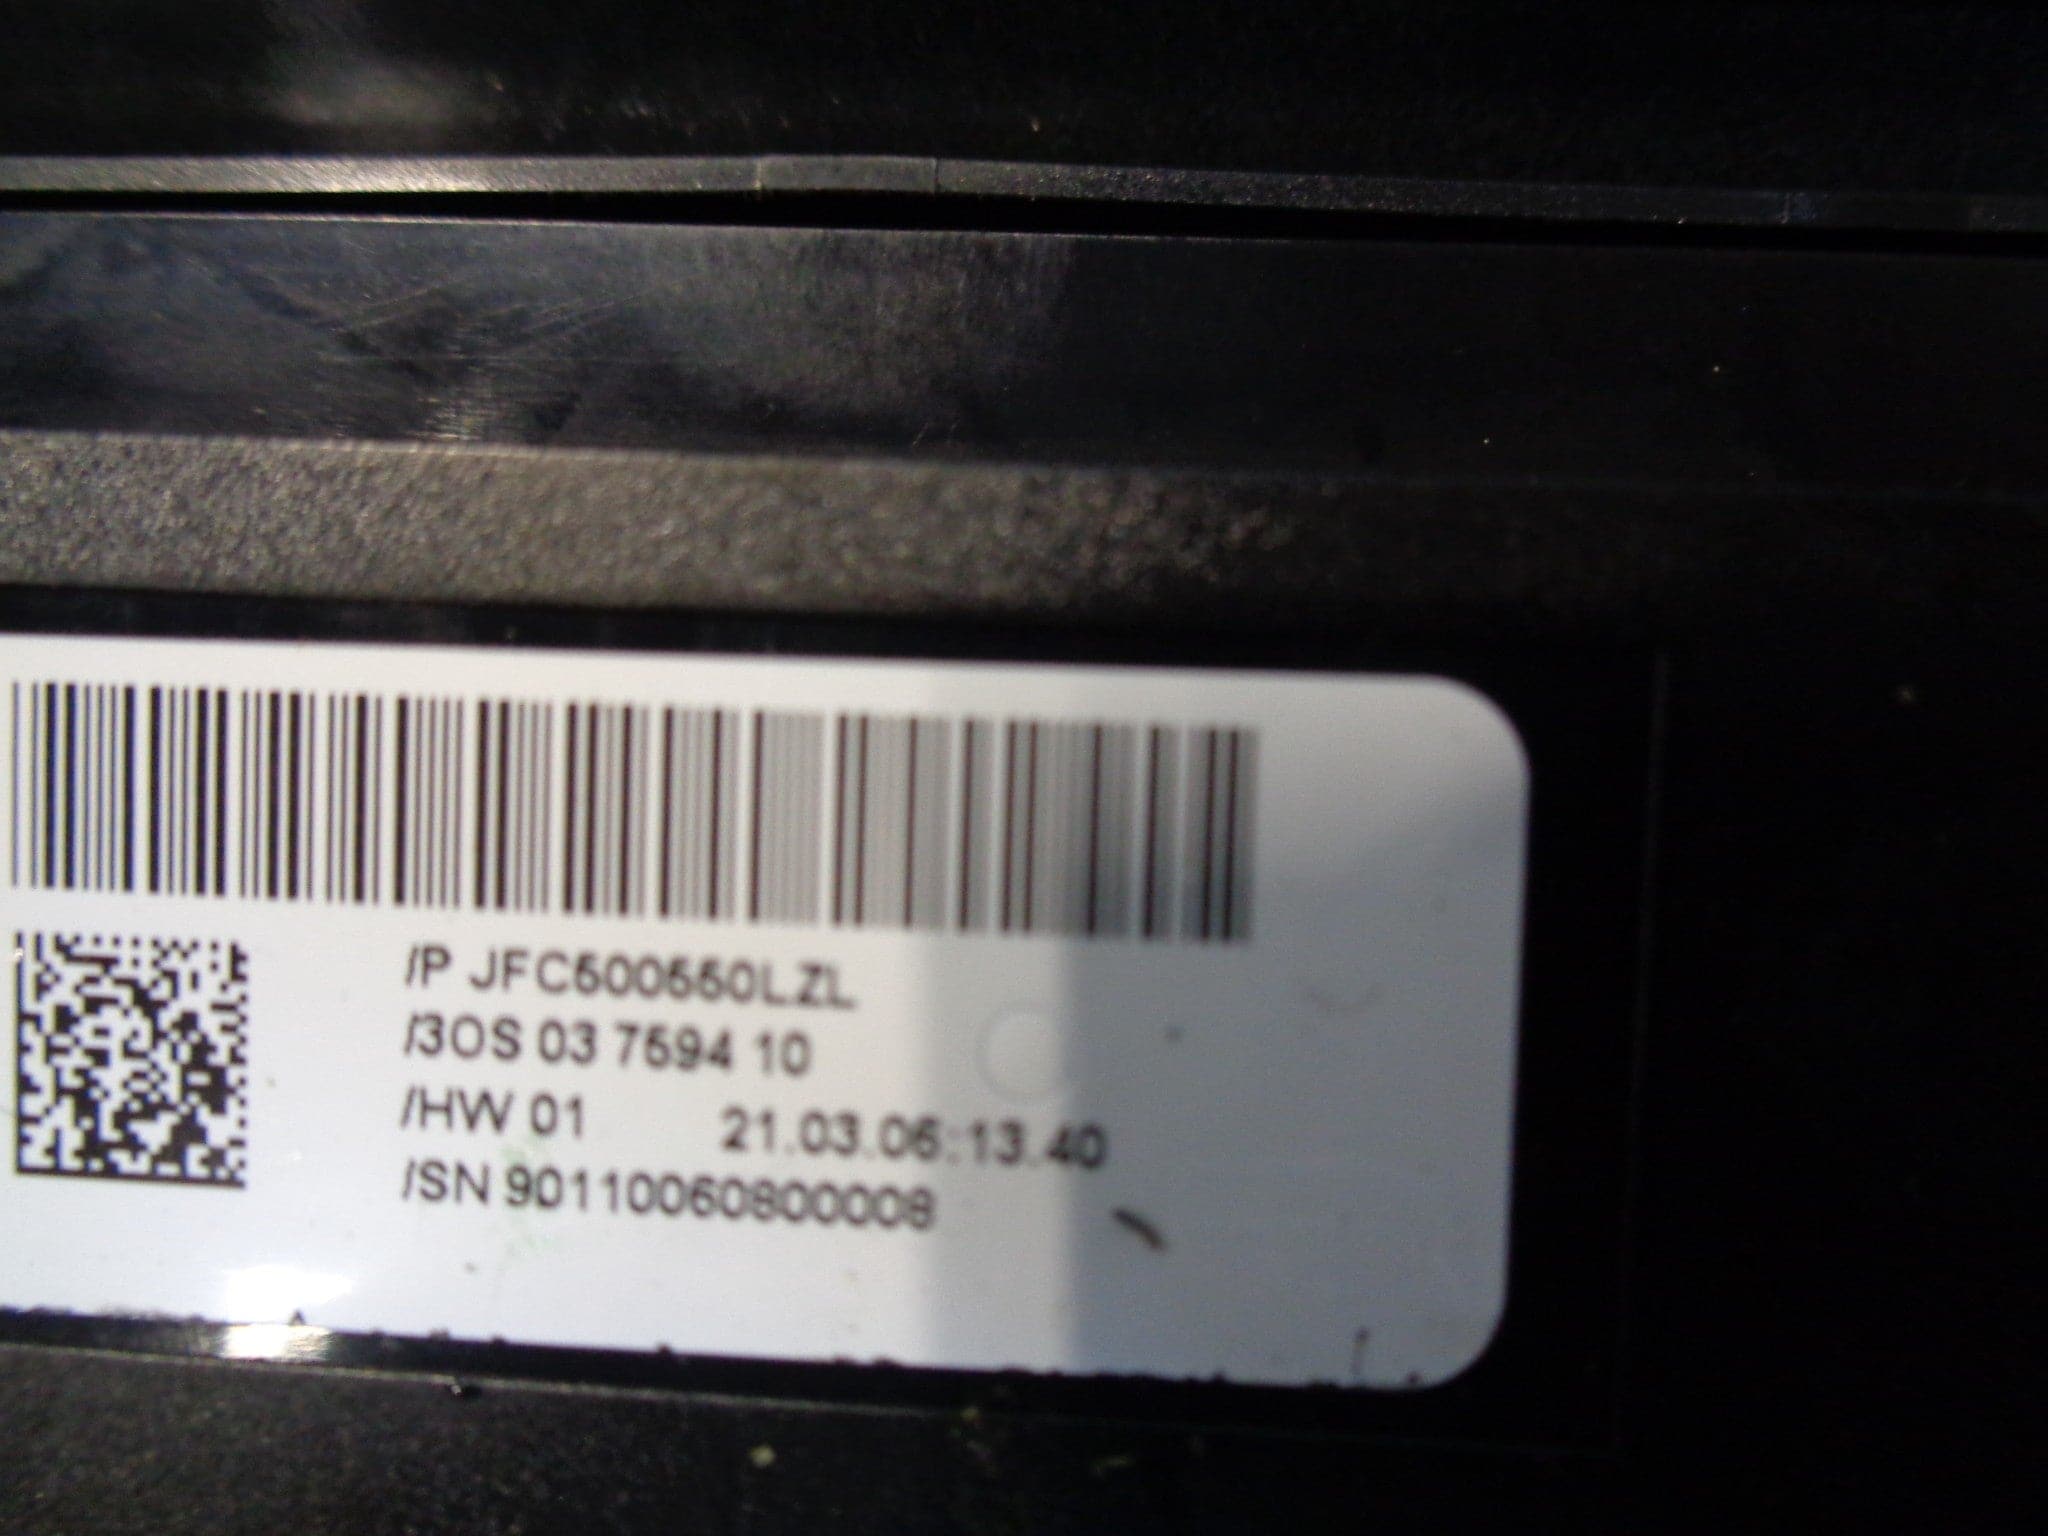 /P JFC500550LZL
/3OS 03 7594 10
/HW 01 21.03.06:13.40
/SN 90110060800008